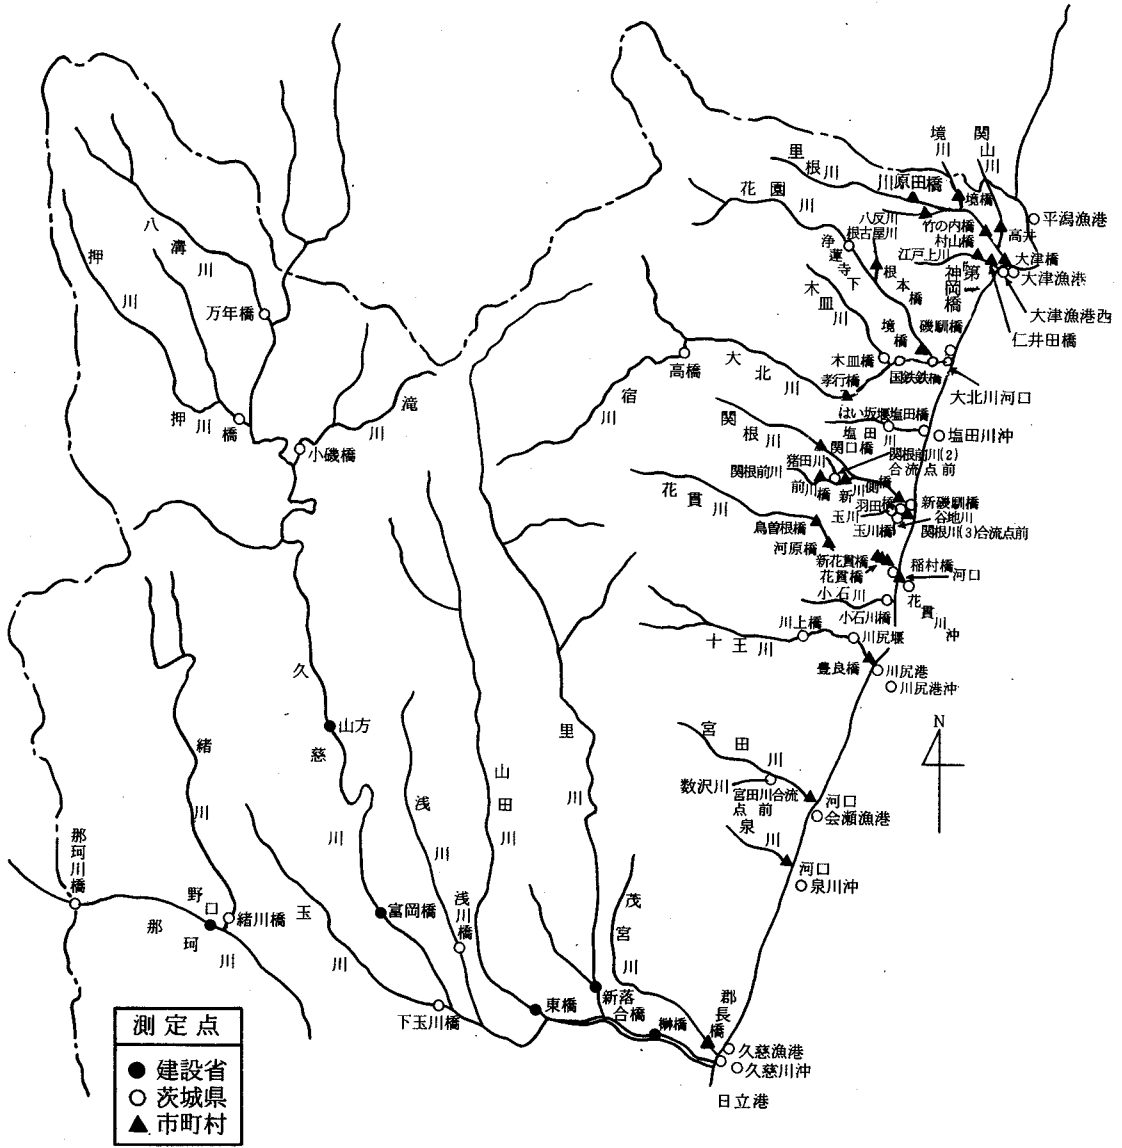 境川
関山川
里根川
川
原田橋
境橋
花園川
八反川
竹の内橋
平潟漁港
根古屋川
村山橋
高井
江戸上川
大津橋
浄蓮寺下
根本橋
神岡橋
第一
大津漁港
大津漁港西
仁井田橋
木皿川
境橋
磯馴橋
木皿橋
国鉄鉄橋
大北川河口
八溝川
押川
万年橋
押川橋
小磯橋
滝川
宿川
高橋
大北川
孝行橋
はい坂堰
塩田橋
塩田川
塩田川沖
関根川
関口橋
関根前川(2)
合流点前
猪田川
関根前川
前川橋
新川側橋
羽田橋
新磯馴橋
玉川
谷地川
玉川橋
関根川(3)合流点前
花貫川
鳥曽根橋
河原橋
新花貫橋
花貫橋
稲村橋
河口
花貫川沖
小石川
小石川橋
川上橋
川尻堰
十王川
豊良橋
川尻港
川尻港沖
N
久慈川
山方
緒川
浅川
山田川
里川
宮田川
数沢川
宮田川合流
点前
河口
会瀬漁港
泉川
河口
泉川沖
那珂川橋
野口
緒川橋
那珂川
玉川
富岡橋
浅川橋
茂宮川
下玉川橋
東橋
新落
合橋
榊橋
郡長橋
久慈漁港
久慈川沖
日立港
測定点
● 建設省
○ 茨城県
▲ 市町村